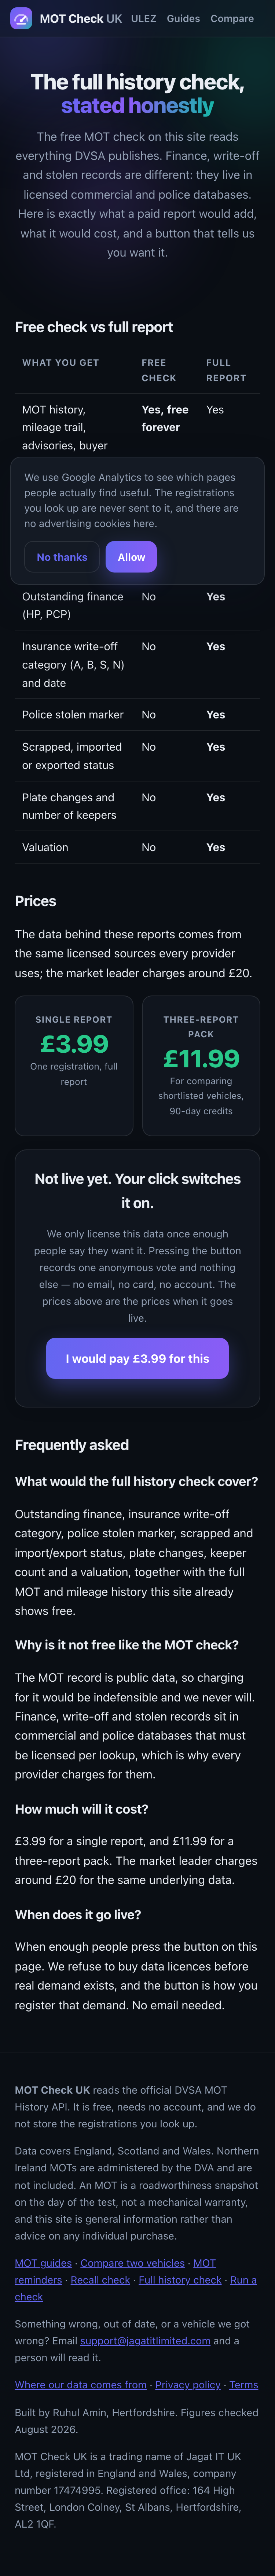 MOT Check UK ULEZ Guides Compare
The full history check,
stated honestly
The free MOT check on this site reads
everything DVSA publishes. Finance, write-off
and stolen records are different: they live in
licensed commercial and police databases.
Here is exactly what a paid report would add,
what it would cost, and a button that tells us
you want it.
Free check vs full report
WHAT YOU GET FREE CHECK FULL REPORT
MOT history, Yes, free Yes
mileage trail, forever
advisories, buyer
We use Google Analytics to see which pages
people actually find useful. The registrations
you look up are never sent to it, and there are
no advertising cookies here.
No thanks Allow
Outstanding finance No Yes
(HP, PCP)
Insurance write-off No Yes
category (A, B, S, N)
and date
Police stolen marker No Yes
Scrapped, imported No Yes
or exported status
Plate changes and No Yes
number of keepers
Valuation No Yes
Prices
The data behind these reports comes from
the same licensed sources every provider
uses; the market leader charges around £20.
SINGLE REPORT
£3.99
One registration, full
report
THREE-REPORT
PACK
£11.99
For comparing
shortlisted vehicles,
90-day credits
Not live yet. Your click switches
it on.
We only license this data once enough
people say they want it. Pressing the button
records one anonymous vote and nothing
else — no email, no card, no account. The
prices above are the prices when it goes
live.
I would pay £3.99 for this
Frequently asked
What would the full history check cover?
Outstanding finance, insurance write-off
category, police stolen marker, scrapped and
import/export status, plate changes, keeper
count and a valuation, together with the full
MOT and mileage history this site already
shows free.
Why is it not free like the MOT check?
The MOT record is public data, so charging
for it would be indefensible and we never will.
Finance, write-off and stolen records sit in
commercial and police databases that must
be licensed per lookup, which is why every
provider charges for them.
How much will it cost?
£3.99 for a single report, and £11.99 for a
three-report pack. The market leader charges
around £20 for the same underlying data.
When does it go live?
When enough people press the button on this
page. We refuse to buy data licences before
real demand exists, and the button is how you
register that demand. No email needed.
MOT Check UK reads the official DVSA MOT
History API. It is free, needs no account, and we do
not store the registrations you look up.
Data covers England, Scotland and Wales. Northern
Ireland MOTs are administered by the DVA and are
not included. An MOT is a roadworthiness snapshot
on the day of the test, not a mechanical warranty,
and this site is general information rather than
advice on any individual purchase.
MOT guides · Compare two vehicles · MOT
reminders · Recall check · Full history check · Run a
check
Something wrong, out of date, or a vehicle we got
wrong? Email support@jagatitlimited.com and a
person will read it.
Where our data comes from · Privacy policy · Terms
Built by Ruhul Amin, Hertfordshire. Figures checked
August 2026.
MOT Check UK is a trading name of Jagat IT UK
Ltd, registered in England and Wales, company
number 17474995. Registered office: 164 High
Street, London Colney, St Albans, Hertfordshire,
AL2 1QF.